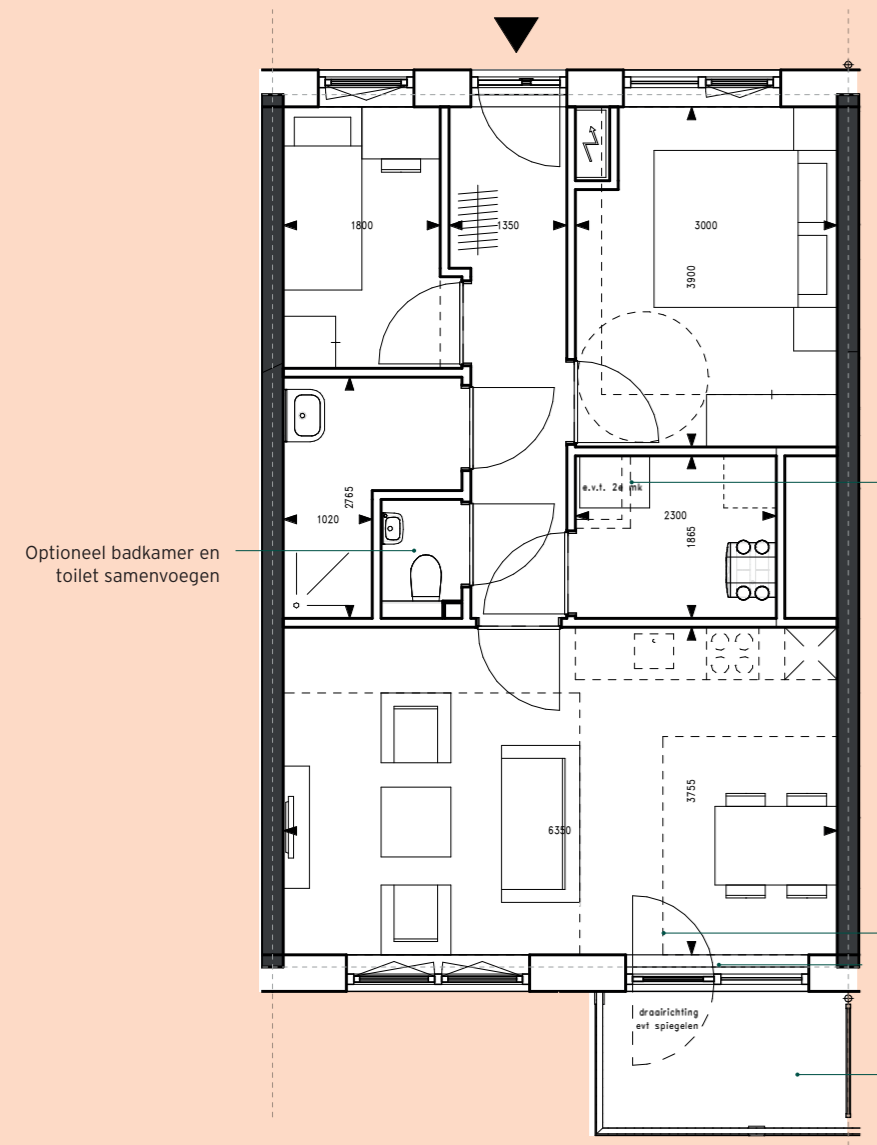 1800
1350
3000
3900
e.v.t. 2e mk
2765
1020
2300
1865
Optioneel badkamer en
toilet samenvoegen
3755
6350
draairichting
evt spiegelen